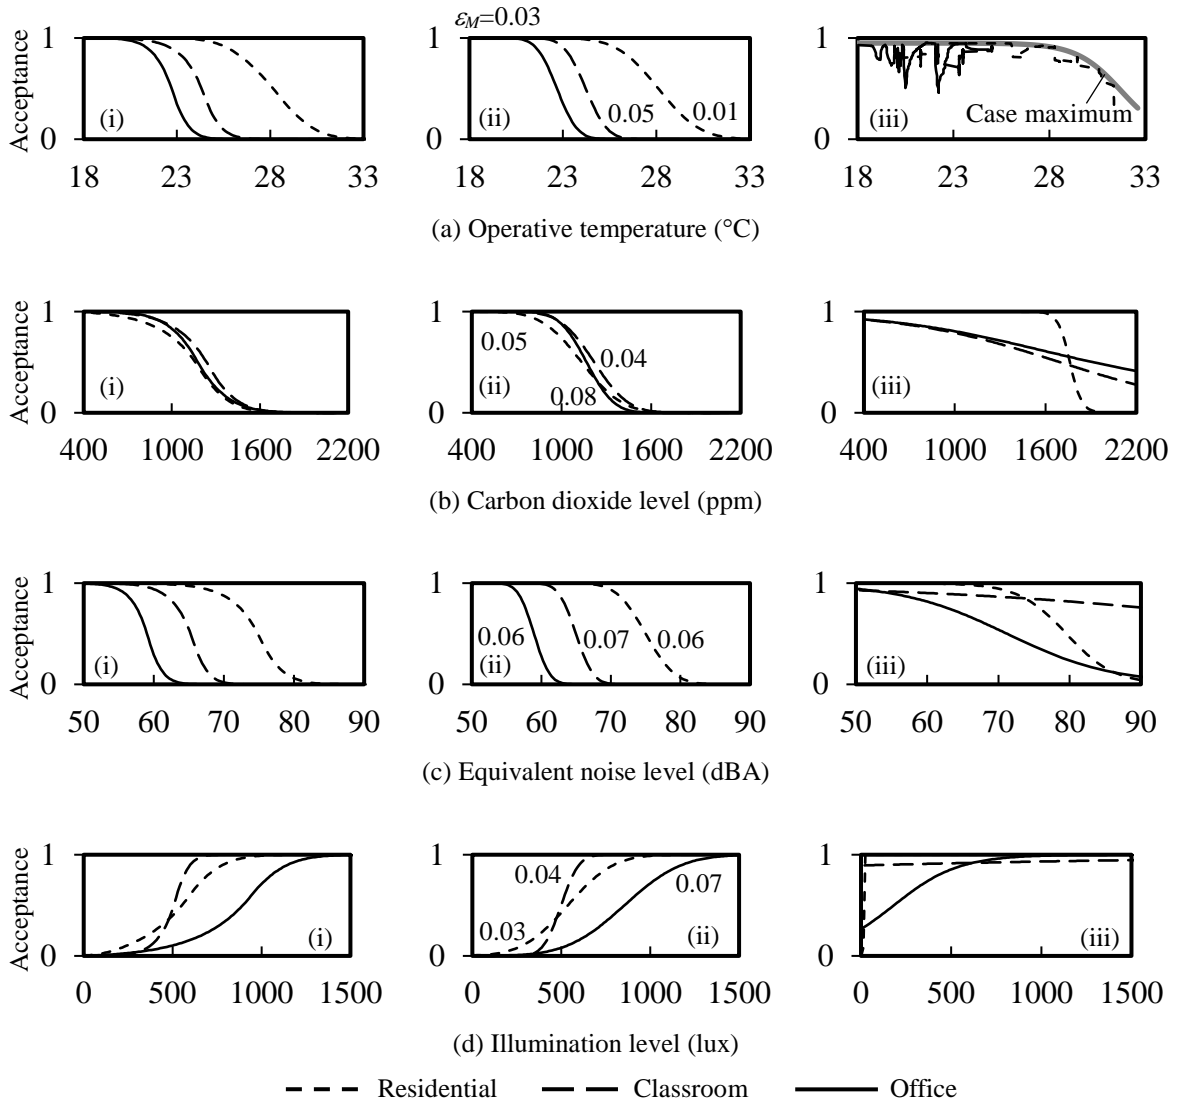 εM=0.03
Acceptance
1
0
(i)
18 23 28 33
1
0
(ii)
0.05
0.01
18 23 28 33
1
0
(iii)
Case maximum
18 23 28 33
(a) Operative temperature (°C)
Acceptance
1
0
(i)
400 1000 1600 2200
1
0
0.05
0.04
(ii)
0.08
400 1000 1600 2200
1
0
(iii)
400 1000 1600 2200
(b) Carbon dioxide level (ppm)
Acceptance
1
0
(i)
50 60 70 80 90
1
0
0.06
0.07
0.06
(ii)
50 60 70 80 90
1
0
(iii)
50 60 70 80 90
(c) Equivalent noise level (dBA)
Acceptance
1
0
(i)
0 500 1000 1500
1
0
0.04
0.07
0.03
(ii)
0 500 1000 1500
1
0
(iii)
0 500 1000 1500
(d) Illumination level (lux)
Residential Classroom Office